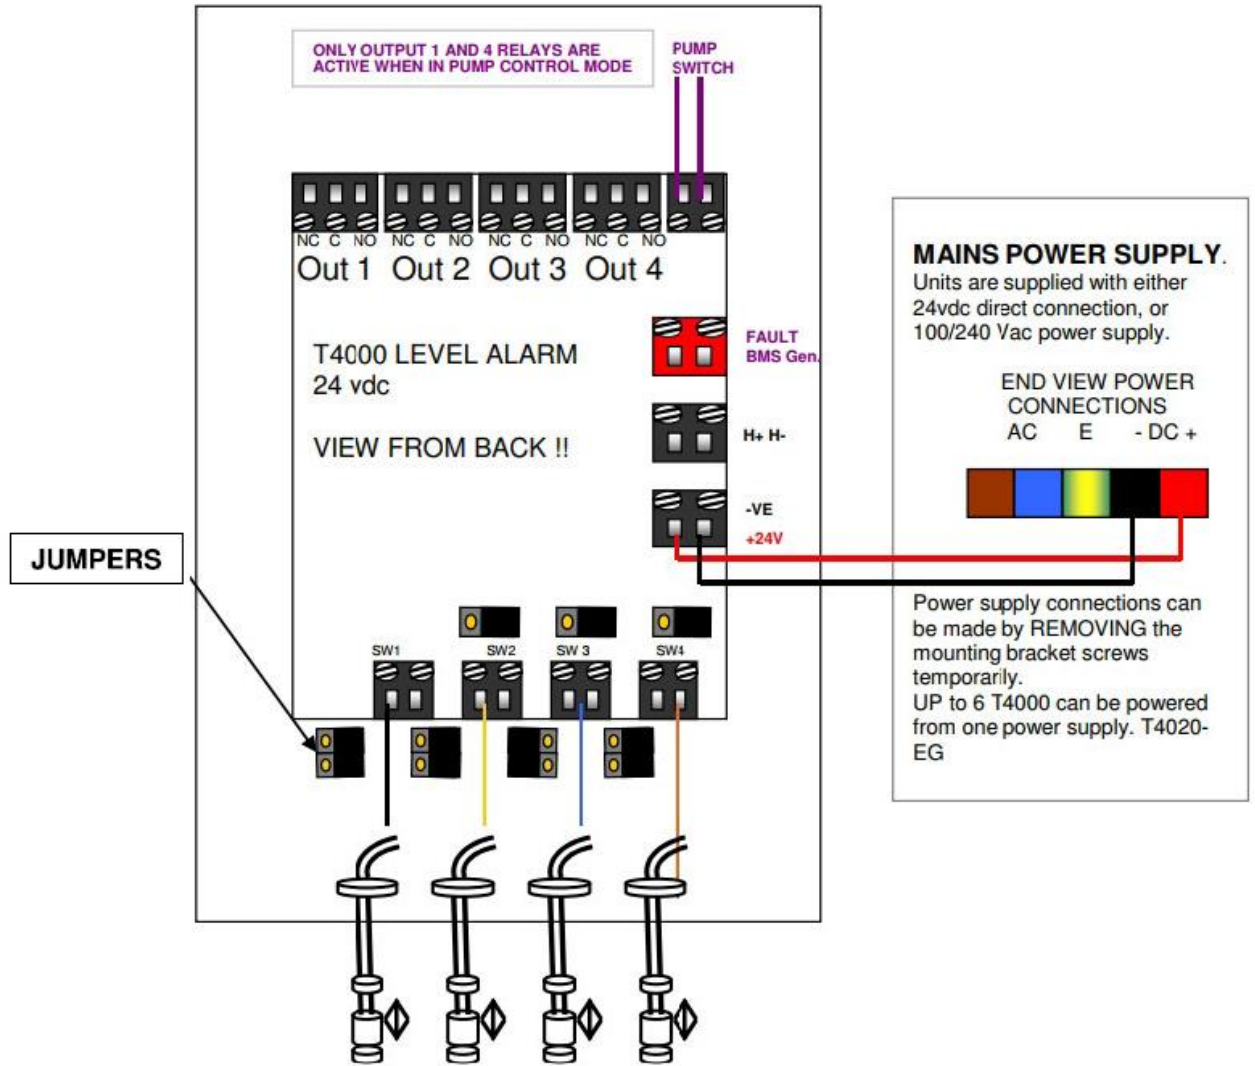 ONLY OUTPUT 1 AND 4 RELAYS ARE
ACTIVE WHEN IN PUMP CONTROL MODE
PUMP
SWITCH
NC C NO NC C NO NC C NO NC C NO
Out 1 Out 2 Out 3 Out 4
T4000 LEVEL ALARM
24 vdc
VIEW FROM BACK !!
FAULT
BMS Gen.
H+ H-
-VE
+24V
JUMPERS
SW1 SW2 SW 3 SW4
MAINS POWER SUPPLY.
Units are supplied with either
24vdc direct connection, or
100/240 Vac power supply.
END VIEW POWER
CONNECTIONS
AC E - DC +
Power supply connections can
be made by REMOVING the
mounting bracket screws
temporarily.
UP to 6 T4000 can be powered
from one power supply. T4020-
EG